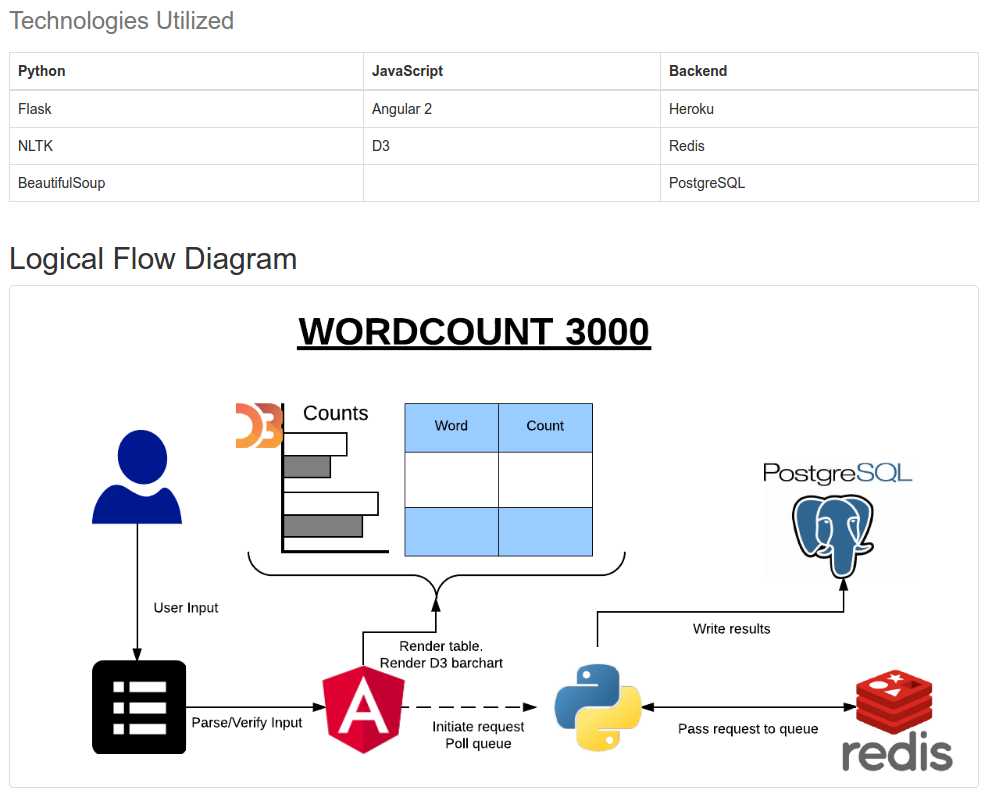 Technologies Utilized
Python JavaScript Backend
Flask Angular 2 Heroku
NLTK D3 Redis
BeautifulSoup PostgreSQL
Logical Flow Diagram
WORDCOUNT 3000
D3
Counts
Word Count
PostgreSQL
User Input
Write results
Render table.
Render D3 barchart
A
Parse/Verify Input
Initiate request
Poll queue
Pass request to queue
redis